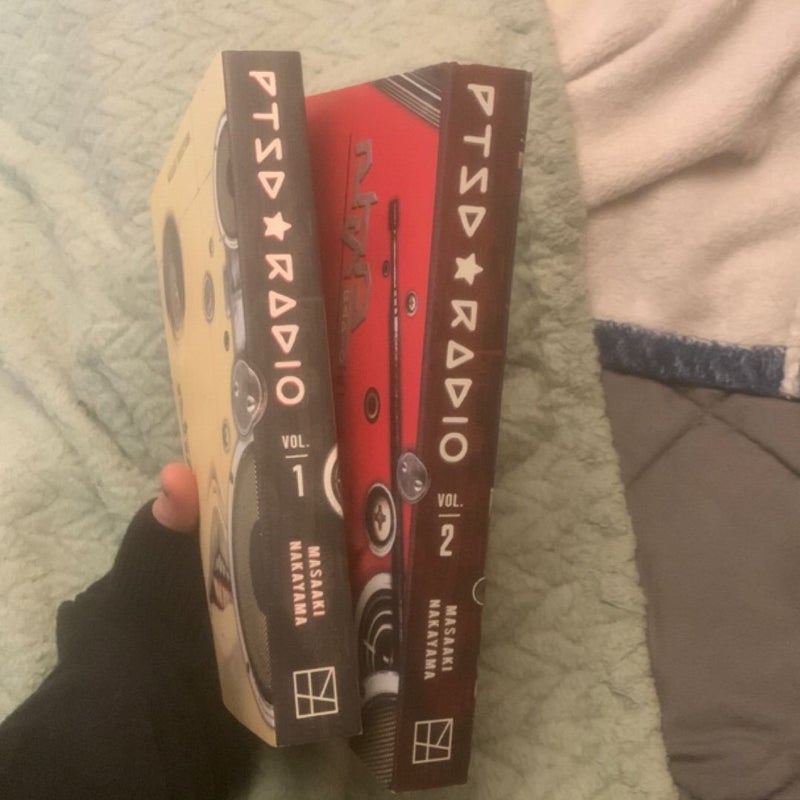 PTSD★RADIO
VOL.
1
MASAAKI
NAKAYAMA
PTSD★RADIO
VOL.
2
MASAAKI
NAKAYAMA